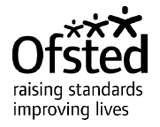 Ofsted
raising standards
improving lives